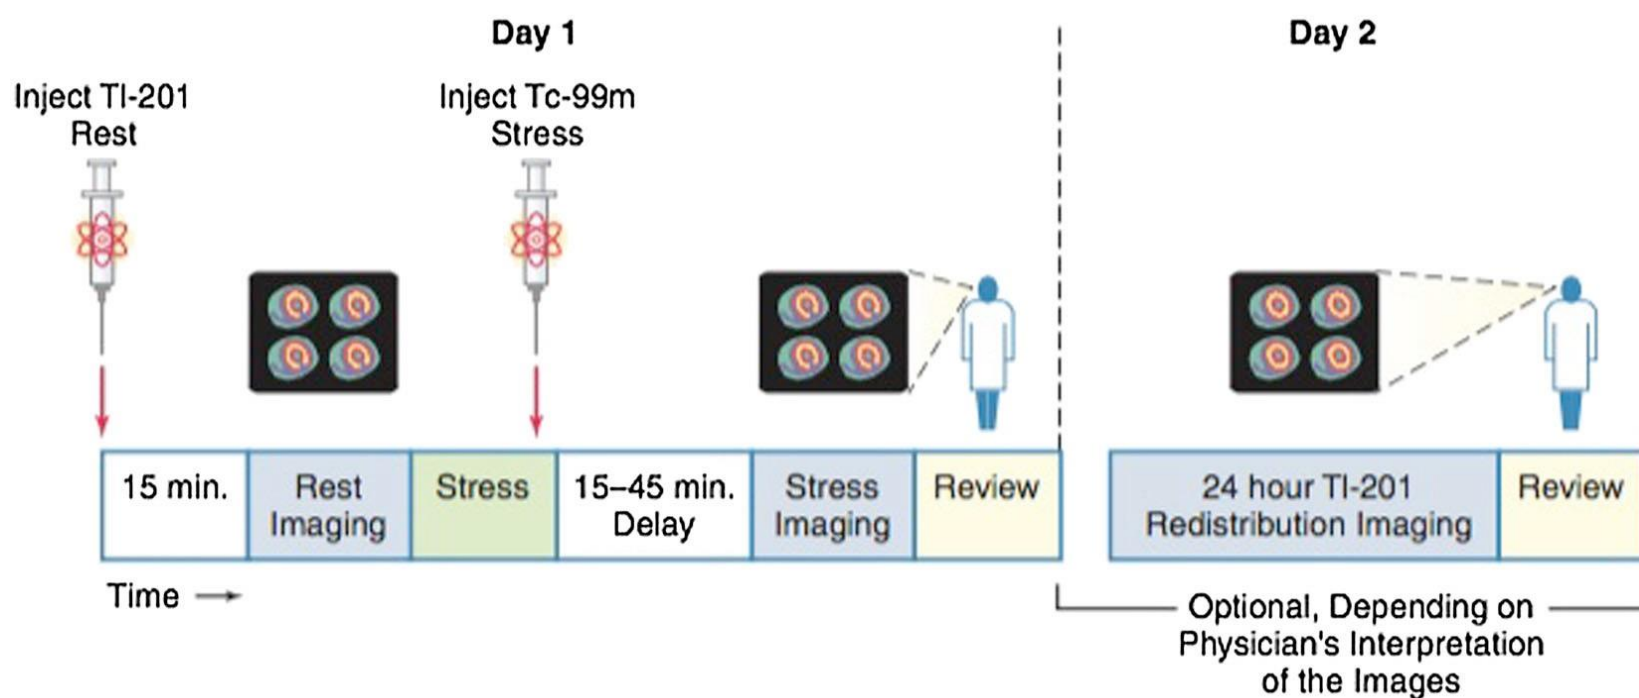 Day 1
Day 2
Inject Tl-201
Rest
Inject Tc-99m
Stress
15 min.
Rest
Imaging
Stress
15–45 min.
Delay
Stress
Imaging
Review
24 hour Tl-201
Redistribution Imaging
Review
Time
Optional, Depending on
Physician's Interpretation
of the Images